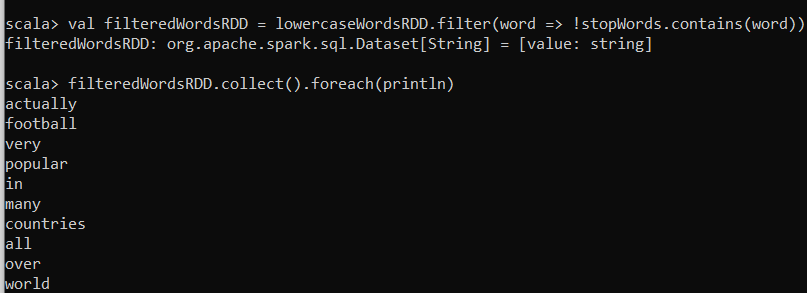 scala> val filteredWordsRDD = lowercaseWordsRDD.filter(word => !stopWords.contains(word))
filteredWordsRDD: org.apache.spark.sql.Dataset[String] = [value: string]
scala> filteredWordsRDD.collect().foreach(println)
actually
football
very
popular
in
many
countries
all
over
world